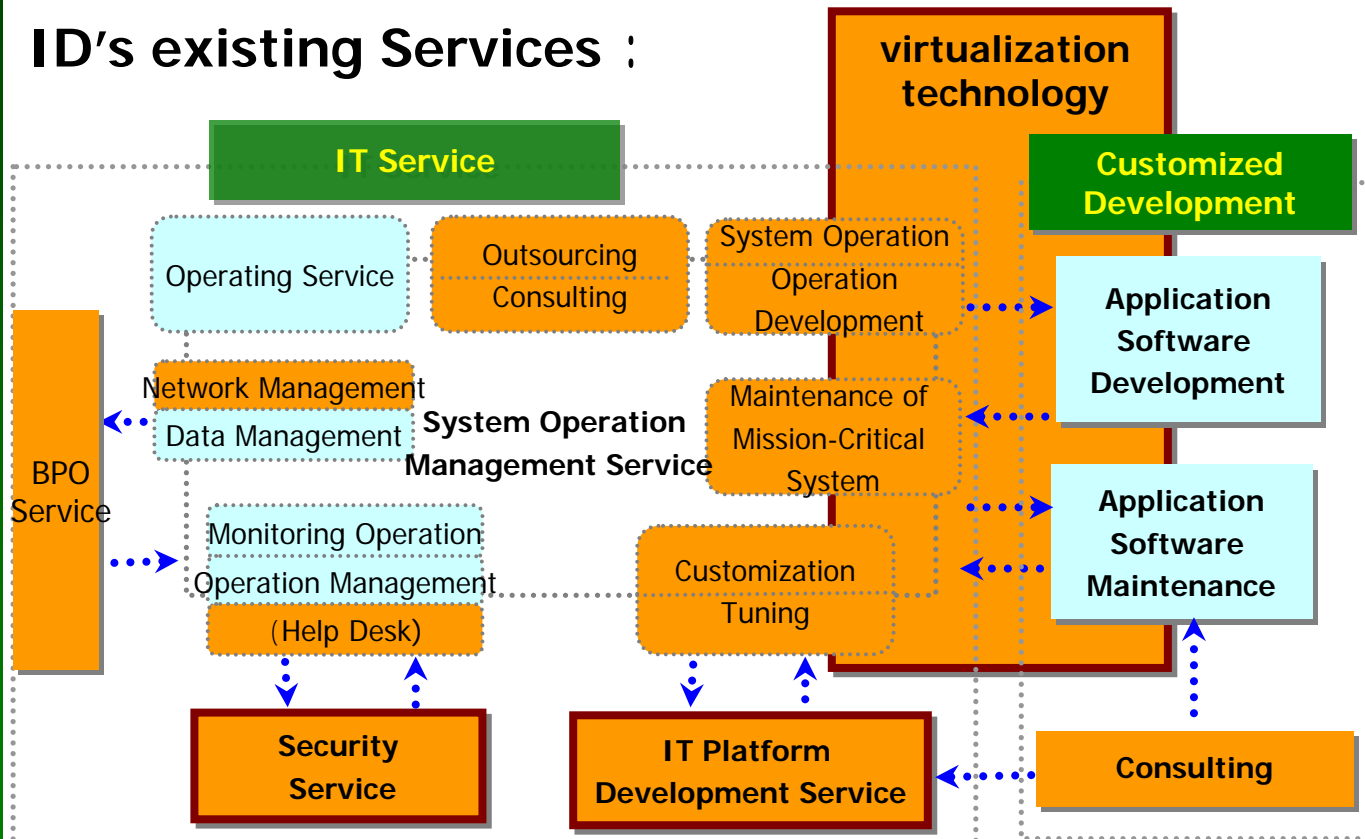 ID's existing Services :
virtualization
technology
IT Service
Customized
Development
Operating Service
Outsourcing
Consulting
System Operation
Operation
Development
Application
Software
Development
Network Management
Data Management
System Operation
Management Service
Maintenance of
Mission-Critical
System
BPO
Service
Application
Software
Maintenance
Monitoring Operation
Operation Management
(Help Desk)
Customization
Tuning
Security
Service
IT Platform
Development Service
Consulting